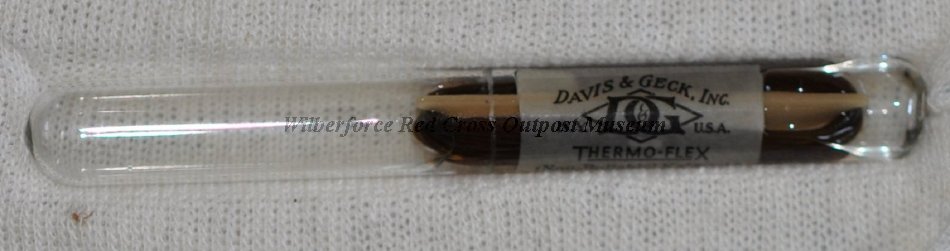 DAVIS & GECK, INC.
D&G
U.S.A.
THERMO-FLEX
Wilberforce Red Cross Outpost Museum